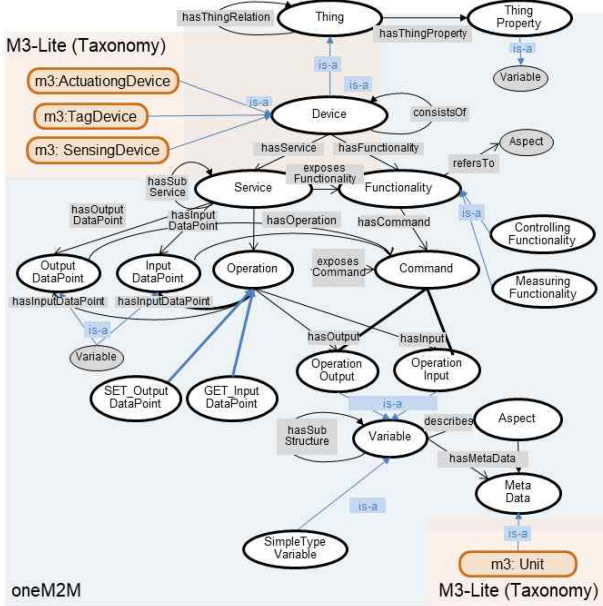 hasThingRelation
Thing
hasThingProperty
Thing
Property
M3-Lite (Taxonomy)
is-a
is-a
Variable
m3:ActuationgDevice
is-a
is-a
m3:TagDevice
is-a
Device
consistsOf
m3: SensingDevice
hasService
hasFunctionality
Aspect
refersTo
hasSub
Service
exposes
Functionality
Service
Functionality
is-a
hasOutput
DataPoint
hasInput
DataPoint
hasOperation
hasCommand
Controlling
Functionality
Output
DataPoint
Input
DataPoint
Operation
exposes
Command
Command
Measuring
Functionality
hasInputDataPoint
hasInputDataPoint
is-a
Variable
hasOutput
hasInput
Operation
Output
Operation
Input
SET_Output
DataPoint
GET_Input
DataPoint
is-a
is-a
hasSub
Structure
Variable
describes
Aspect
hasMetaData
Meta
Data
is-a
SimpleType
Variable
is-a
m3: Unit
oneM2M
M3-Lite (Taxonomy)